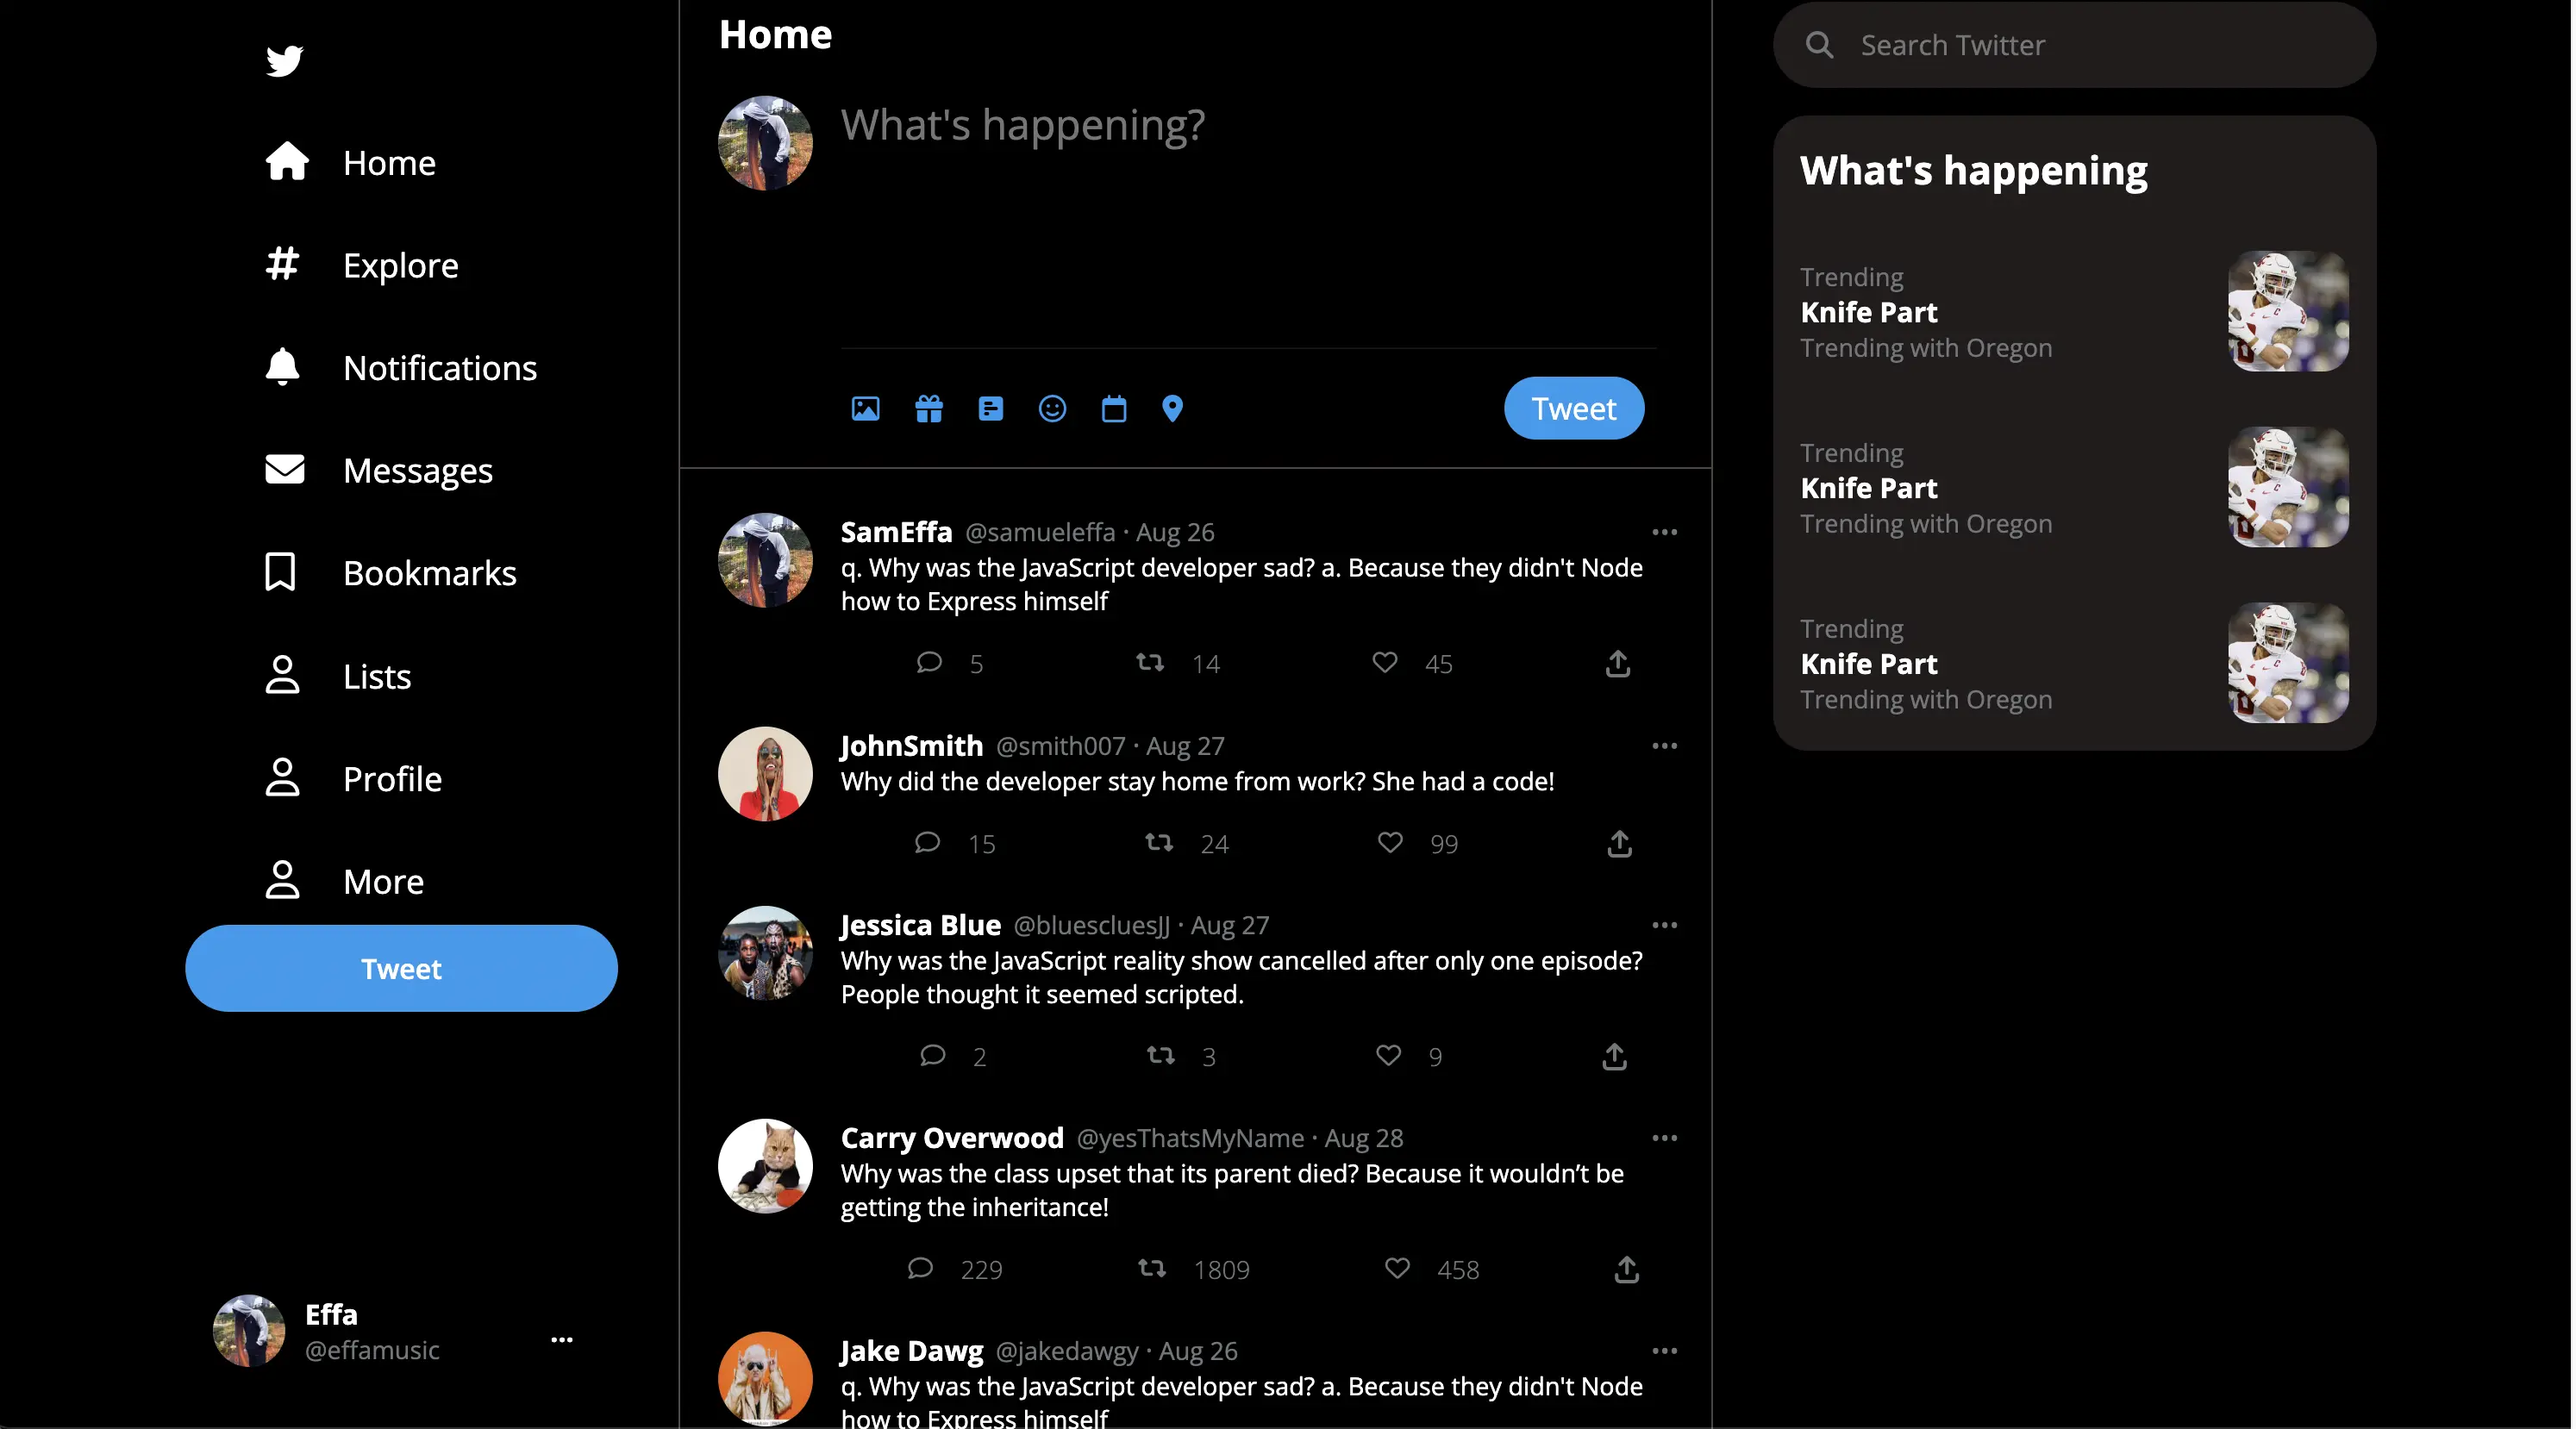 Home
Explore
Notifications
Messages
Bookmarks
Lists
Profile
More
Tweet
Effa
@effamusic
Home
What's happening?
Tweet
SamEffa @samueleffa · Aug 26
q. Why was the JavaScript developer sad? a. Because they didn't Node
how to Express himself
5 14 45
JohnSmith @smith007 · Aug 27
Why did the developer stay home from work? She had a code!
15 24 99
Jessica Blue @bluescluesJJ · Aug 27
Why was the JavaScript reality show cancelled after only one episode?
People thought it seemed scripted.
2 3 9
Carry Overwood @yesThatsMyName · Aug 28
Why was the class upset that its parent died? Because it wouldn’t be
getting the inheritance!
229 1809 458
Jake Dawg @jakedawgy · Aug 26
q. Why was the JavaScript developer sad? a. Because they didn't Node
how to Express himself
Search Twitter
What's happening
Trending
Knife Part
Trending with Oregon
Trending
Knife Part
Trending with Oregon
Trending
Knife Part
Trending with Oregon